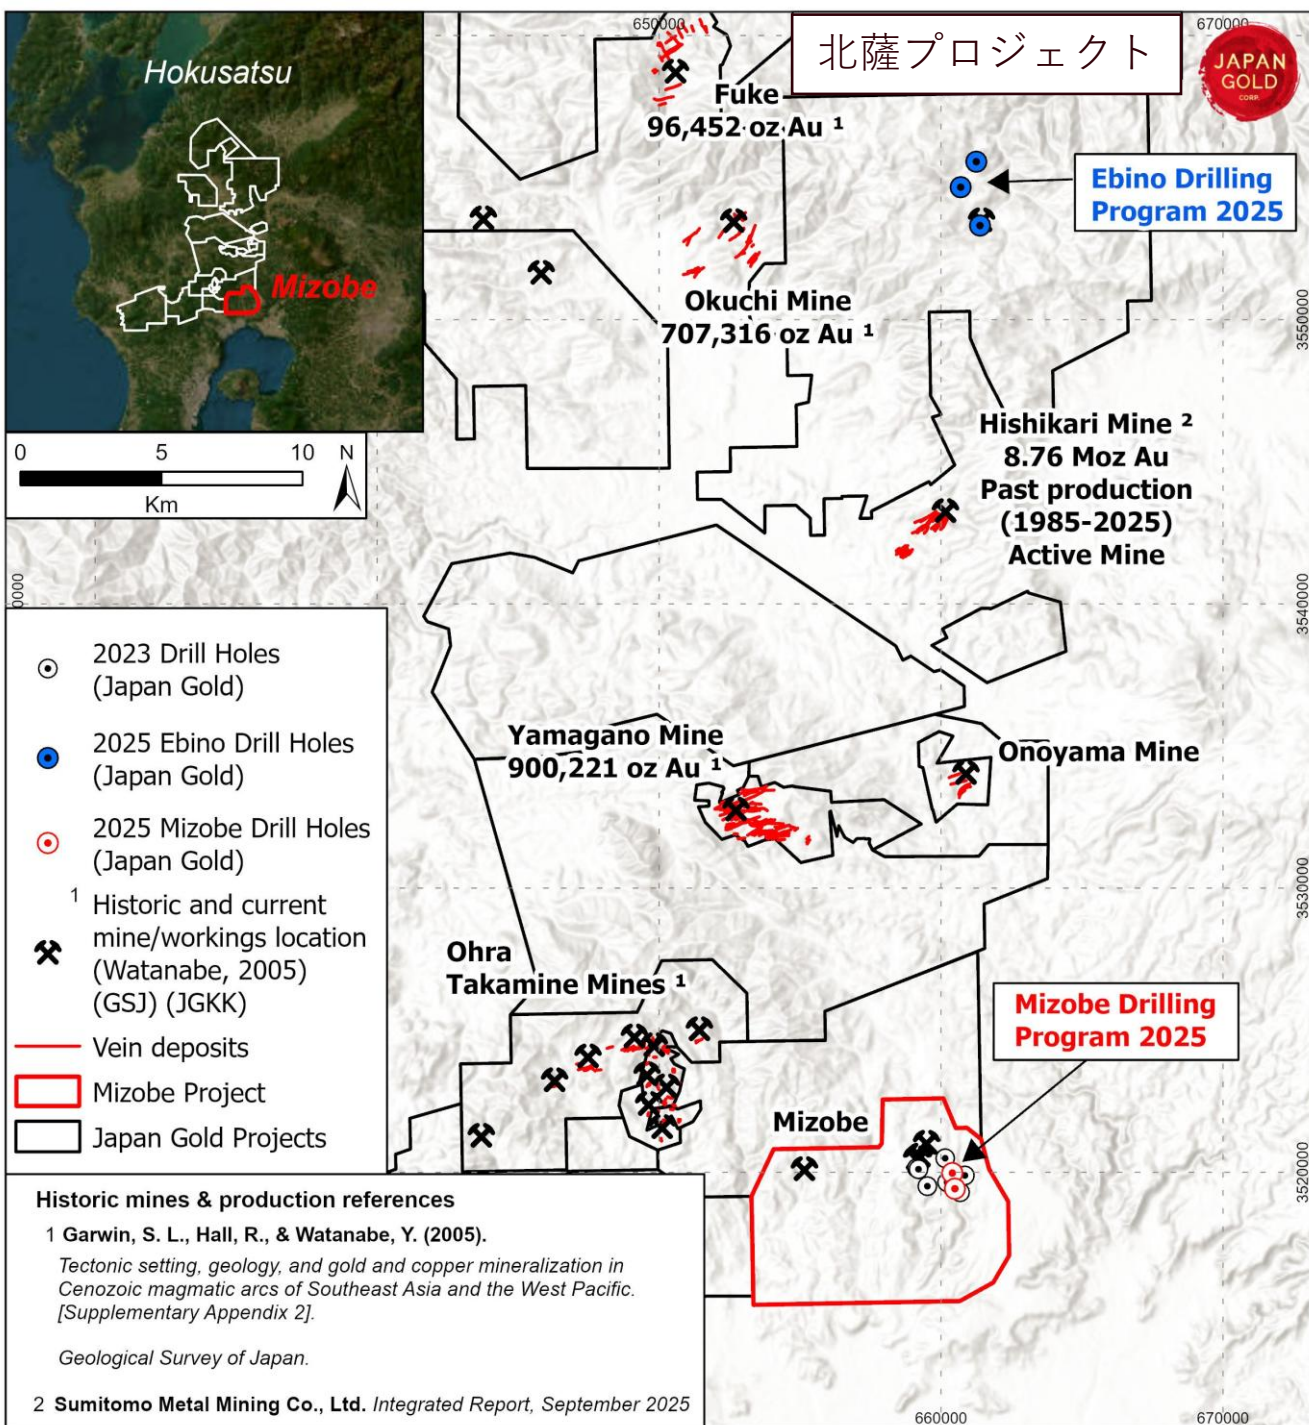 650000
670000
北薩プロジェクト
JAPAN
GOLD
CORP.
Hokusatsu
Mizobe
Fuke
96,452 oz Au ¹
Ebino Drilling
Program 2025
Okuchi Mine
707,316 oz Au ¹
3550000
0 5 10
Km
N
Hishikari Mine ²
8.76 Moz Au
Past production
(1985-2025)
Active Mine
3540000
2023 Drill Holes
(Japan Gold)
2025 Ebino Drill Holes
(Japan Gold)
2025 Mizobe Drill Holes
(Japan Gold)
1 Historic and current
mine/workings location
(Watanabe, 2005)
(GSJ) (JGKK)
Vein deposits
Mizobe Project
Japan Gold Projects
Yamagano Mine
900,221 oz Au ¹
Onoyama Mine
3530000
Ohra
Takamine Mines ¹
Mizobe Drilling
Program 2025
Mizobe
3520000
Historic mines & production references
1 Garwin, S. L., Hall, R., & Watanabe, Y. (2005).
Tectonic setting, geology, and gold and copper mineralization in
Cenozoic magmatic arcs of Southeast Asia and the West Pacific.
[Supplementary Appendix 2].
Geological Survey of Japan.
2 Sumitomo Metal Mining Co., Ltd. Integrated Report, September 2025
660000
670000